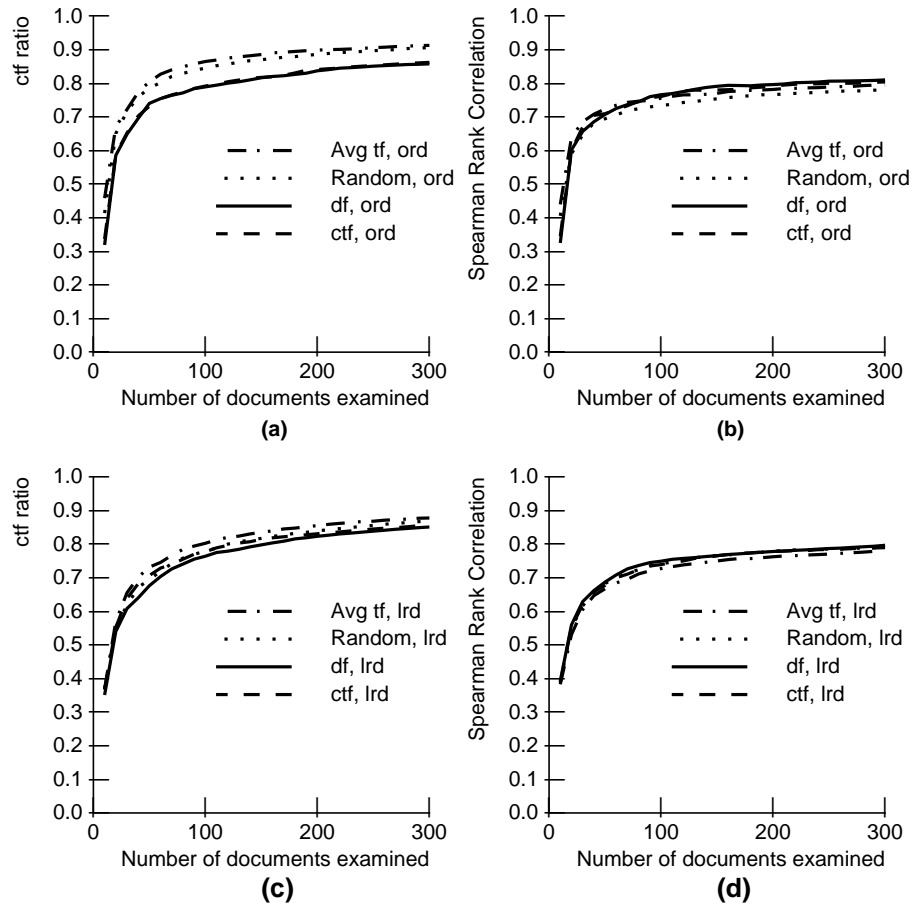 ctf ratio
1.0
0.9
0.8
0.7
0.6
0.5
0.4
0.3
0.2
0.1
0.0
0 100 200 300
Number of documents examined
Avg tf, ord
Random, ord
df, ord
ctf, ord
(a)
Spearman Rank Correlation
1.0
0.9
0.8
0.7
0.6
0.5
0.4
0.3
0.2
0.1
0.0
0 100 200 300
Number of documents examined
Avg tf, ord
Random, ord
df, ord
ctf, ord
(b)
ctf ratio
1.0
0.9
0.8
0.7
0.6
0.5
0.4
0.3
0.2
0.1
0.0
0 100 200 300
Number of documents examined
Avg tf, lrd
Random, lrd
df, lrd
ctf, lrd
(c)
Spearman Rank Correlation
1.0
0.9
0.8
0.7
0.6
0.5
0.4
0.3
0.2
0.1
0.0
0 100 200 300
Number of documents examined
Avg tf, lrd
Random, lrd
df, lrd
ctf, lrd
(d)